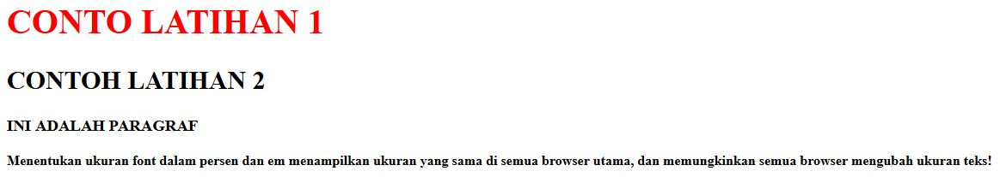 CONTO LATIHAN 1
CONTOH LATIHAN 2
INI ADALAH PARAGRAF
Menentukan ukuran font dalam persen dan em menampilkan ukuran yang sama di semua browser utama, dan memungkinkan semua browser mengubah ukuran teks!